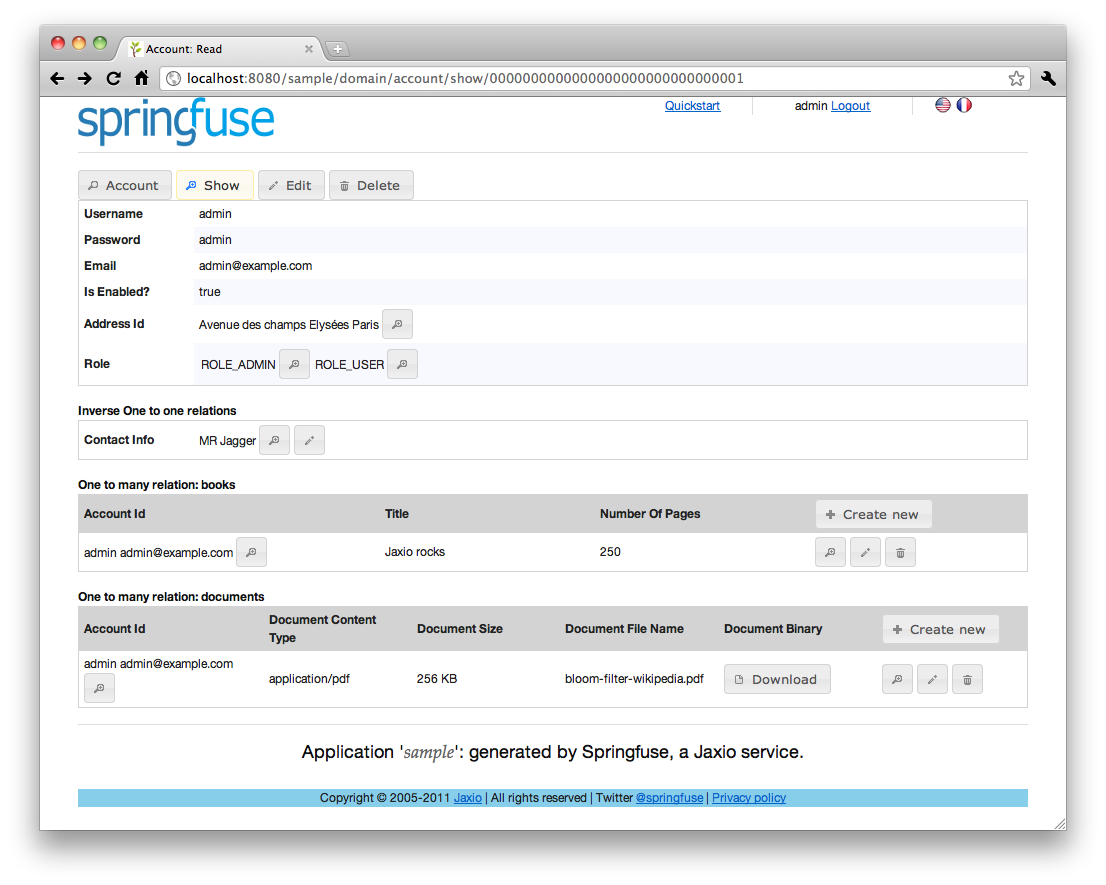 Account: Read
localhost:8080/sample/domain/account/show/00000000000000000000000000000001
springfuse
Quickstart
admin Logout
Account Show Edit Delete
Username admin
Password admin
Email admin@example.com
Is Enabled? true
Address Id Avenue des champs Elysées Paris
Role ROLE_ADMIN ROLE_USER
Inverse One to one relations
Contact Info MR Jagger
One to many relation: books
Account Id Title Number Of Pages Create new
admin admin@example.com Jaxio rocks 250
One to many relation: documents
Account Id Document Content Type Document Size Document File Name Document Binary Create new
admin admin@example.com application/pdf 256 KB bloom-filter-wikipedia.pdf Download
Application 'sample': generated by Springfuse, a Jaxio service.
Copyright © 2005-2011 Jaxio | All rights reserved | Twitter @springfuse | Privacy policy